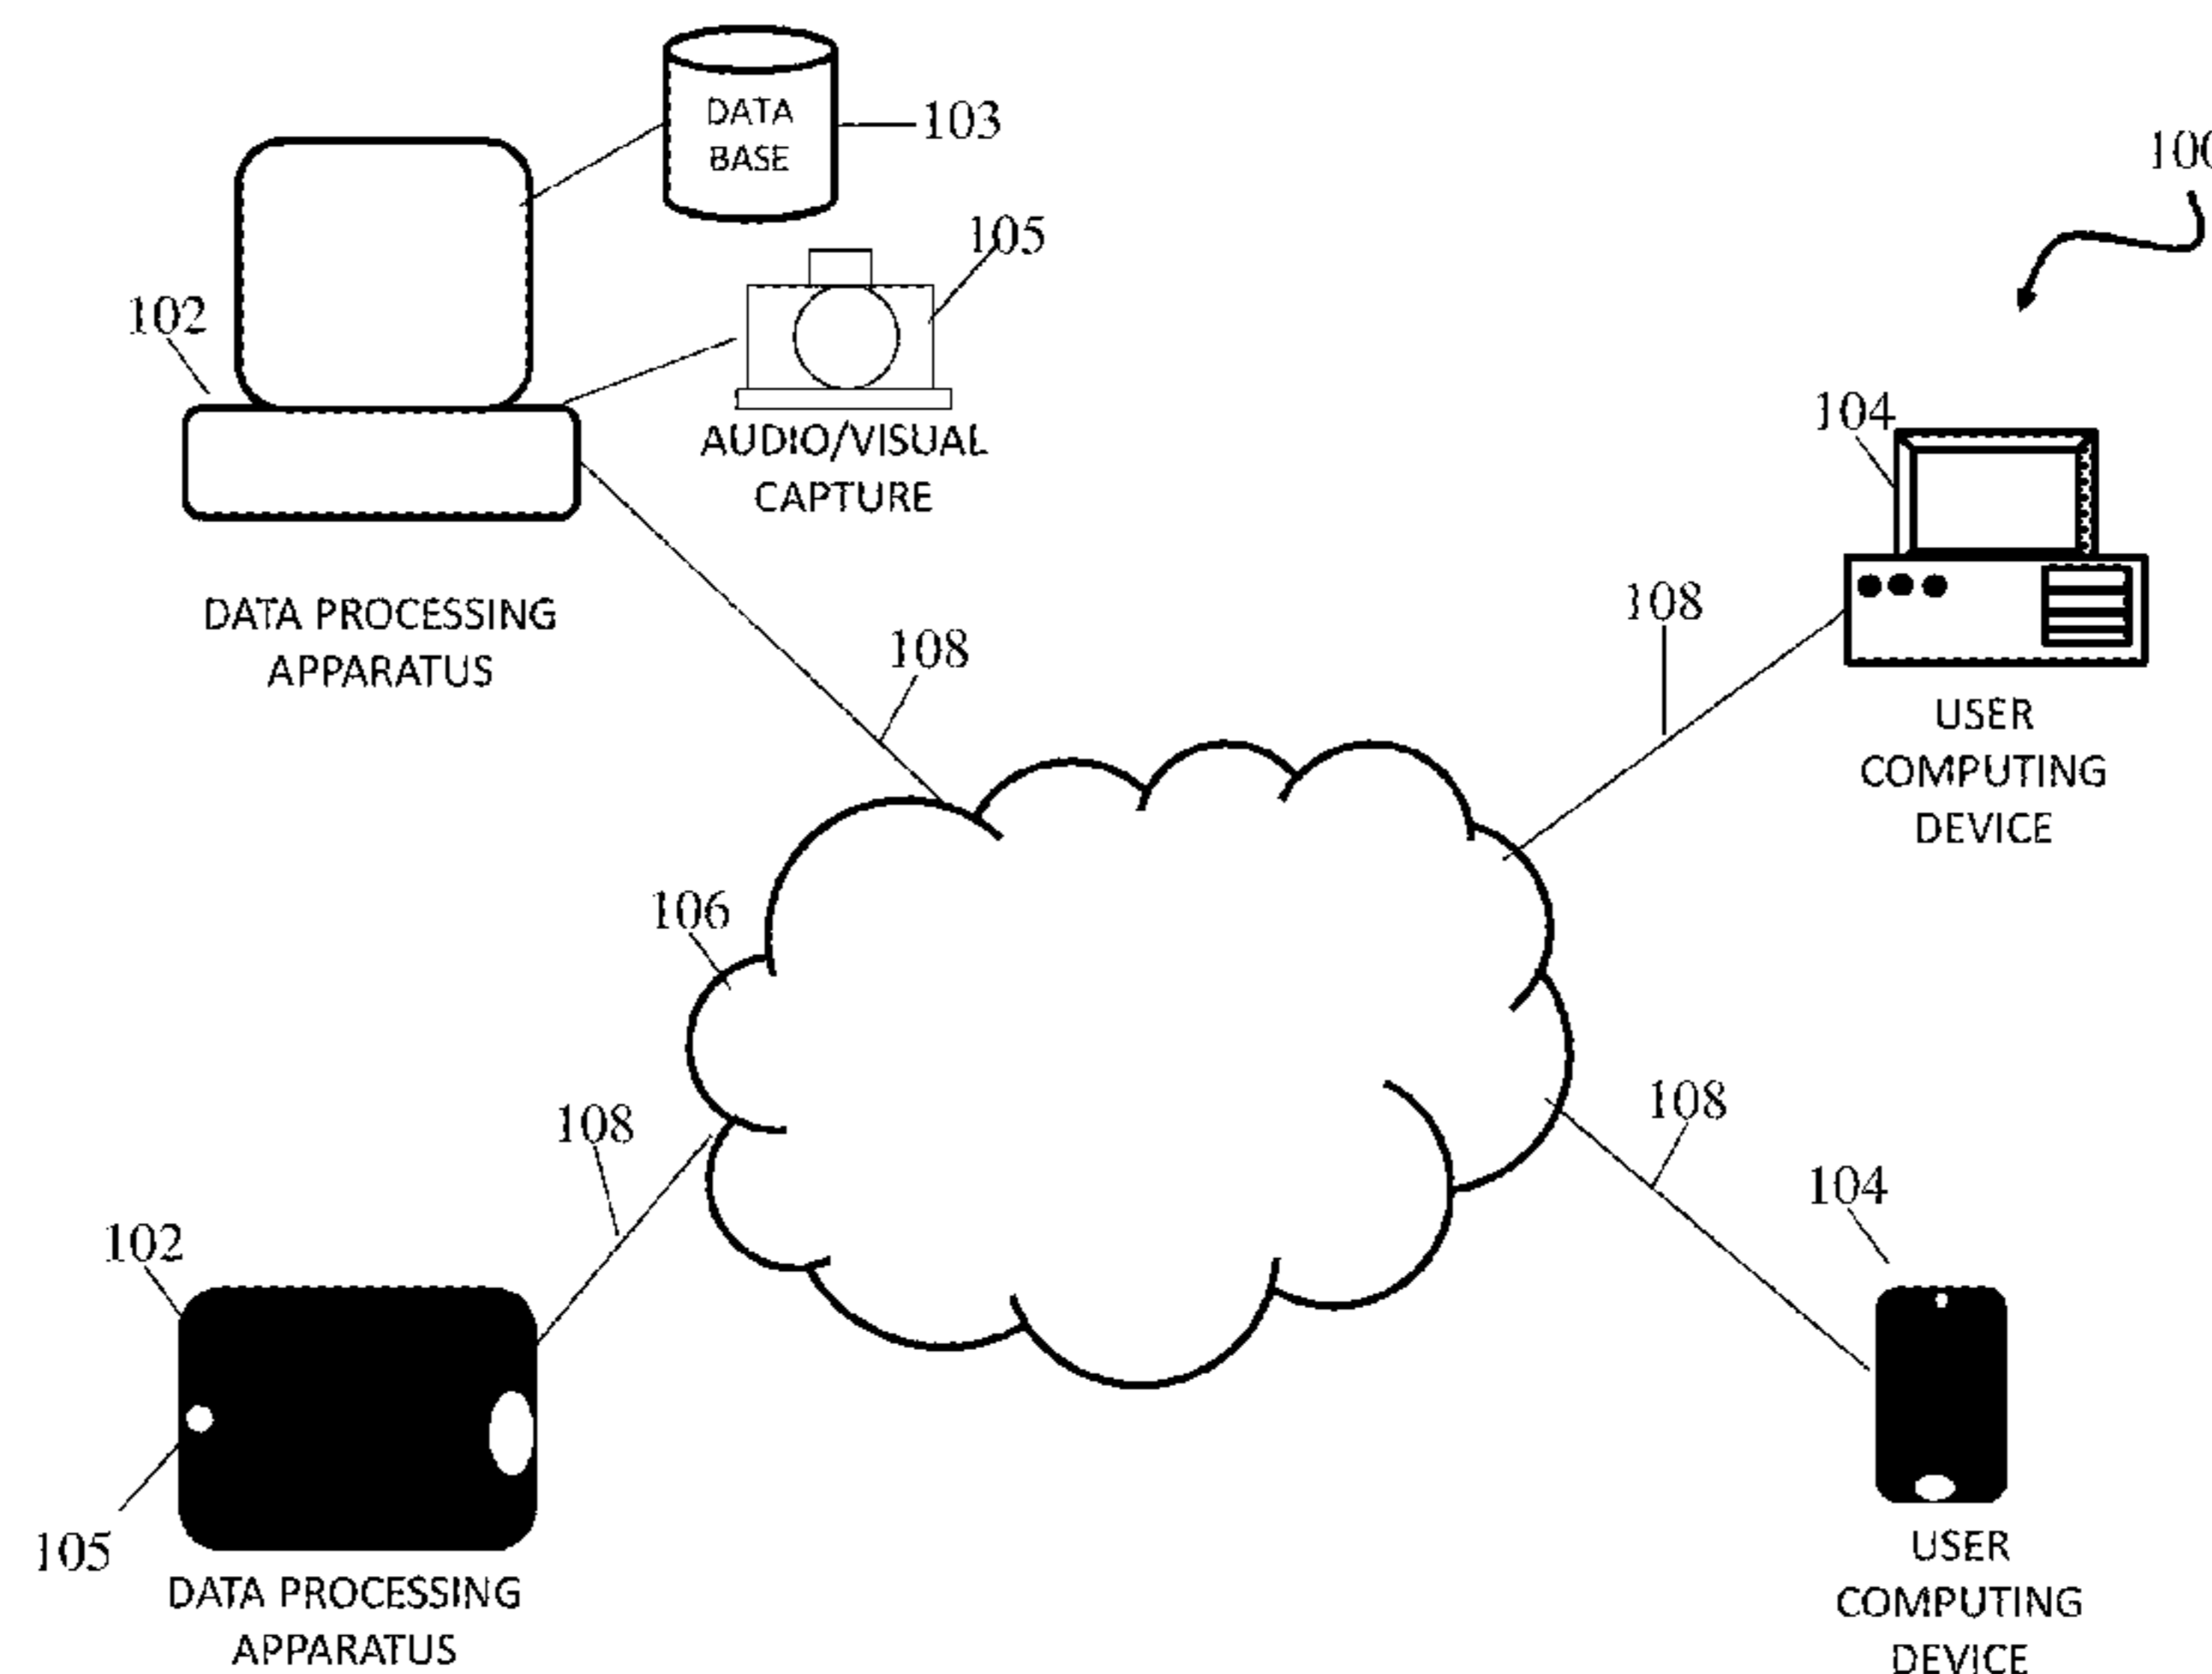 DATA
BASE
103
100
105
102
AUDIO/VISUAL
CAPTURE
104
DATA PROCESSING
APPARATUS
108
108
USER
COMPUTING
DEVICE
106
108
108
104
102
105
DATA PROCESSING
APPARATUS
USER
COMPUTING
DEVICE